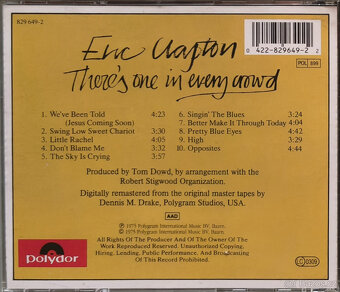 829 649-2
Eric Clapton
There's one in every crowd
0 422-829649-2 2
POL 899
1 We've Been Told 4:23
(Jesus Coming Soon)
2 Swing Low Sweet Chariot 3:30
3 Little Rachel 4:05
4 Don't Blame Me 3:32
5 The Sky Is Crying 3:57
6 Singin' The Blues 3:24
7 Better Make It Through Today 4:04
8 Pretty Blue Eyes 4:42
9 High 3:29
10 Opposites 4:44
Produced by Tom Dowd, by arrangement with the
Robert Stigwood Organization.
Digitally remastered from the original master tapes by
Dennis M. Drake, Polygram Studios, USA.
AAD
℗ 1975 Polygram International Music BV, Baarn.
© 1975 Polygram International Music BV, Baarn.
All Rights Of The Producer And Of The Owner Of The
Work Reproduced Reserved. Unauthorized Copying,
Hiring, Lending, Public Performance, And Broadcasting
Of This Record Prohibited.
polydor
LC 0309